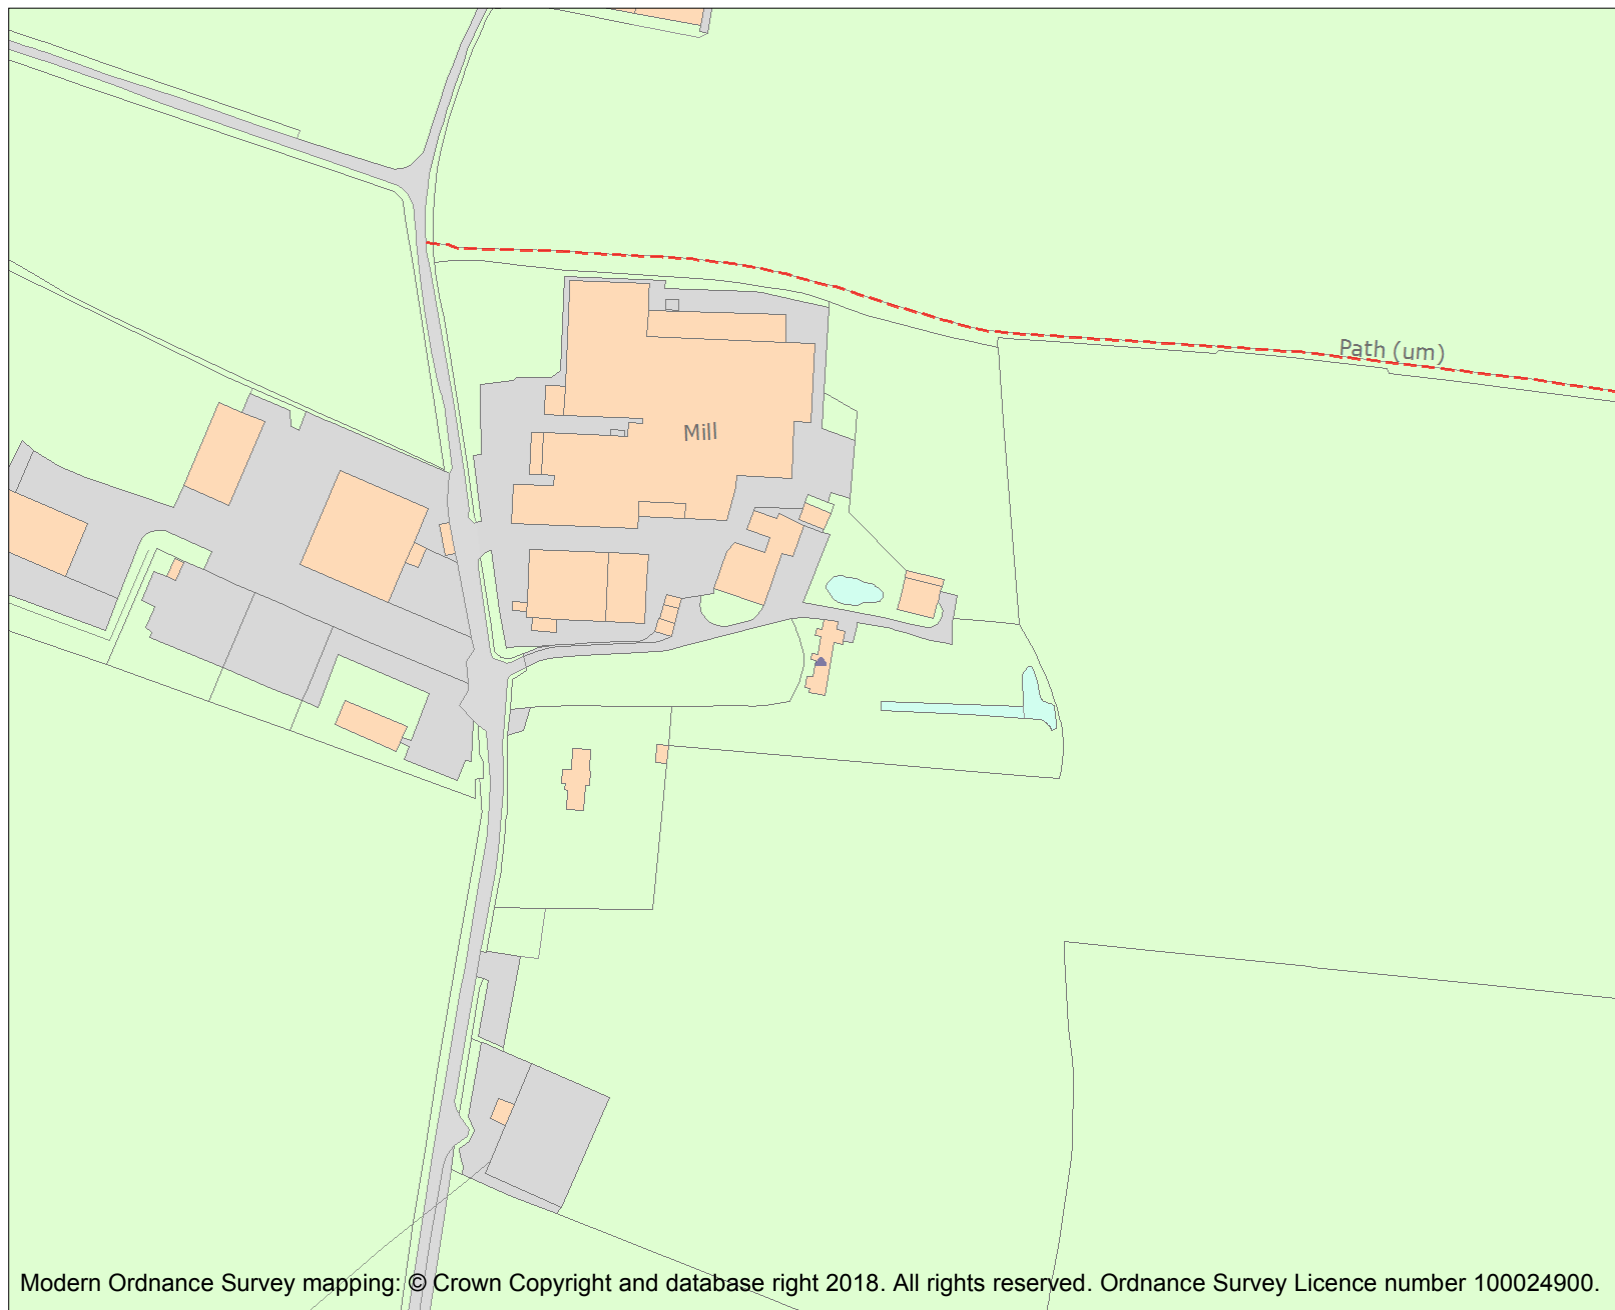 Path (um)
Mill
Modern Ordnance Survey mapping: © Crown Copyright and database right 2018. All rights reserved. Ordnance Survey Licence number 100024900.